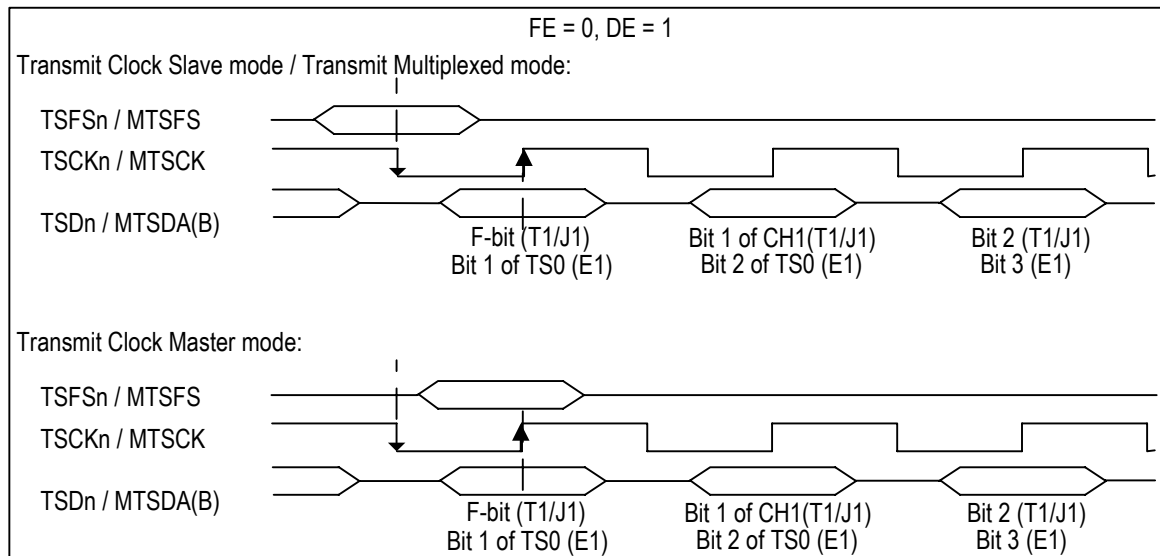 FE = 0, DE = 1
Transmit Clock Slave mode / Transmit Multiplexed mode:
TSFSn / MTSFS
TSCKn / MTSCK
TSDn / MTSDA(B)
F-bit (T1/J1)
Bit 1 of TS0 (E1)
Bit 1 of CH1(T1/J1)
Bit 2 of TS0 (E1)
Bit 2 (T1/J1)
Bit 3 (E1)
Transmit Clock Master mode:
TSFSn / MTSFS
TSCKn / MTSCK
TSDn / MTSDA(B)
F-bit (T1/J1)
Bit 1 of TS0 (E1)
Bit 1 of CH1(T1/J1)
Bit 2 of TS0 (E1)
Bit 2 (T1/J1)
Bit 3 (E1)